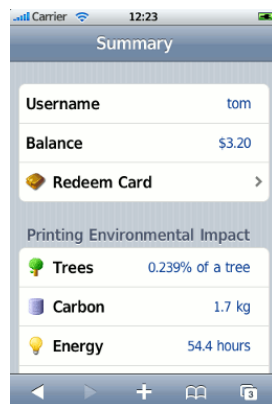 Carrier 12:23
Summary
Username tom
Balance $3.20
Redeem Card
Printing Environmental Impact
Trees 0.239% of a tree
Carbon 1.7 kg
Energy 54.4 hours
3